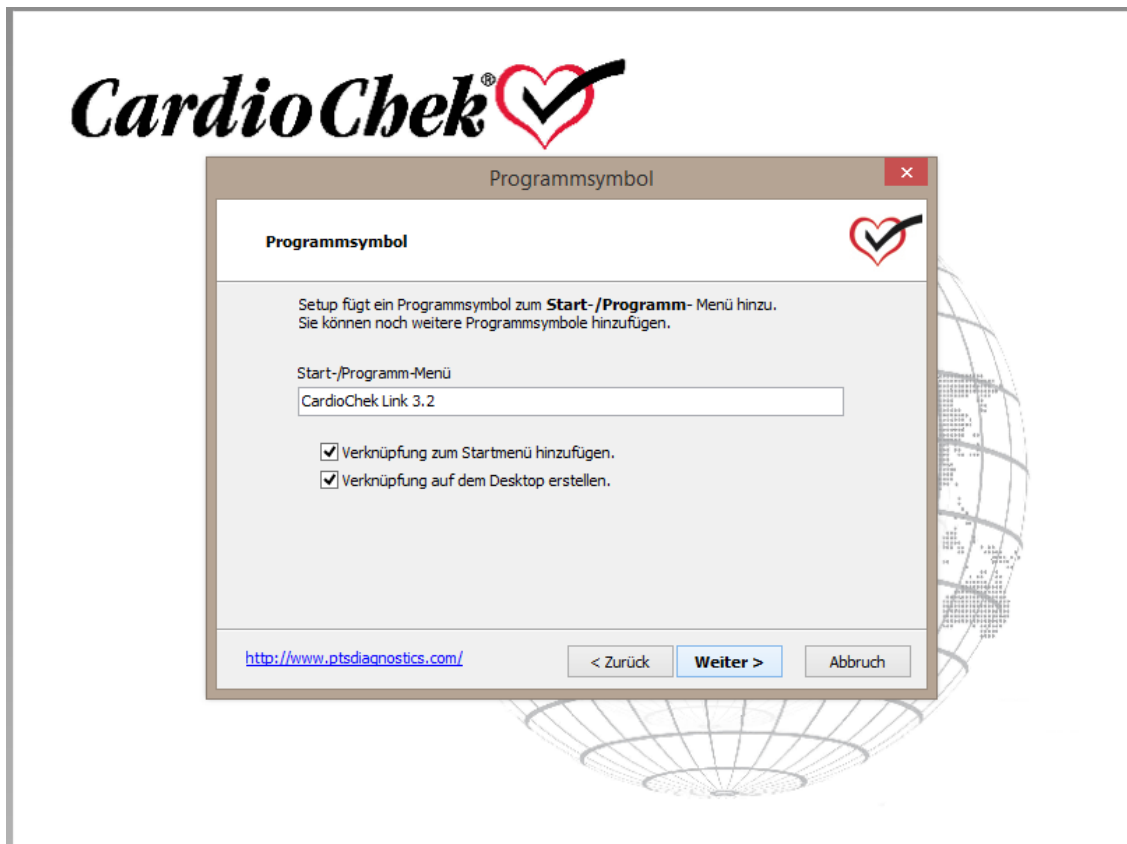 CardioChek®
Programmsymbol
Programmsymbol
Setup fügt ein Programmsymbol zum Start-/Programm- Menü hinzu.
Sie können noch weitere Programmsymbole hinzufügen.
Start-/Programm-Menü
CardioChek Link 3.2
Verknüpfung zum Startmenü hinzufügen.
Verknüpfung auf dem Desktop erstellen.
http://www.ptsdiagnostics.com/ < Zurück Weiter > Abbruch